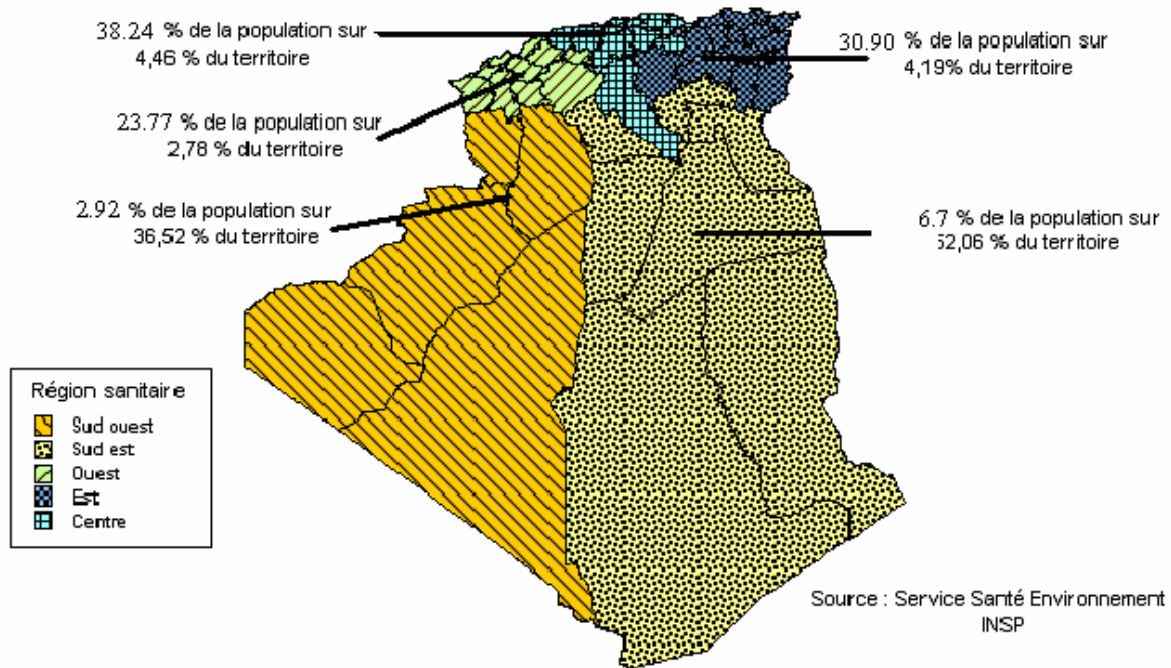 38.24 % de la population sur
4,46 % du territoire
30.90 % de la population sur
4,19% du territoire
23.77 % de la population sur
2,78 % du territoire
2.92 % de la population sur
36,52 % du territoire
6.7 % de la population sur
52,06 % du territoire
Région sanitaire
Sud ouest
Sud est
Ouest
Est
Centre
Source : Service Santé Environnement
INSP